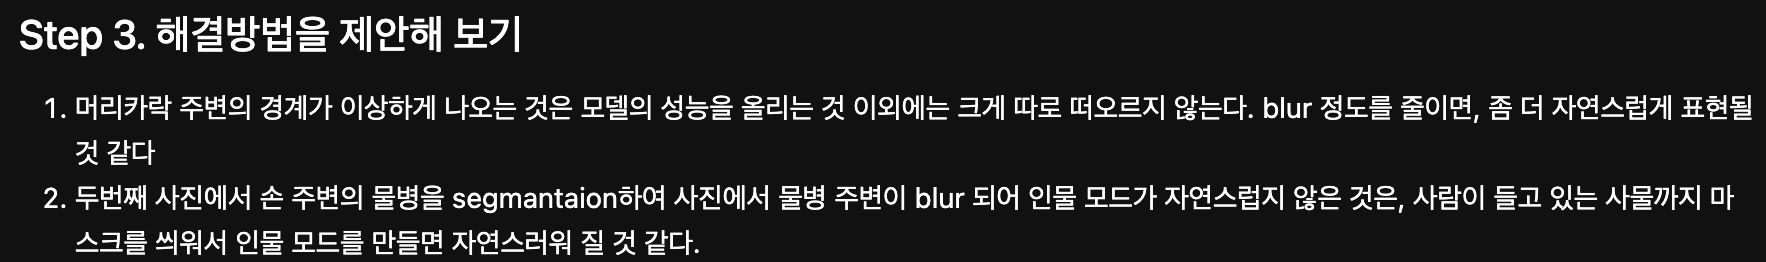 Step 3. 해결방법을 제안해 보기
1. 머리카락 주변의 경계가 이상하게 나오는 것은 모델의 성능을 올리는 것 이외에는 크게 따로 떠오르지 않는다. blur 정도를 줄이면, 좀 더 자연스럽게 표현될
것 같다
2. 두번째 사진에서 손 주변의 물병을 segmantaion하여 사진에서 물병 주변이 blur 되어 인물 모드가 자연스럽지 않은 것은, 사람이 들고 있는 사물까지 마
스크를 씌워서 인물 모드를 만들면 자연스러워 질 것 같다.